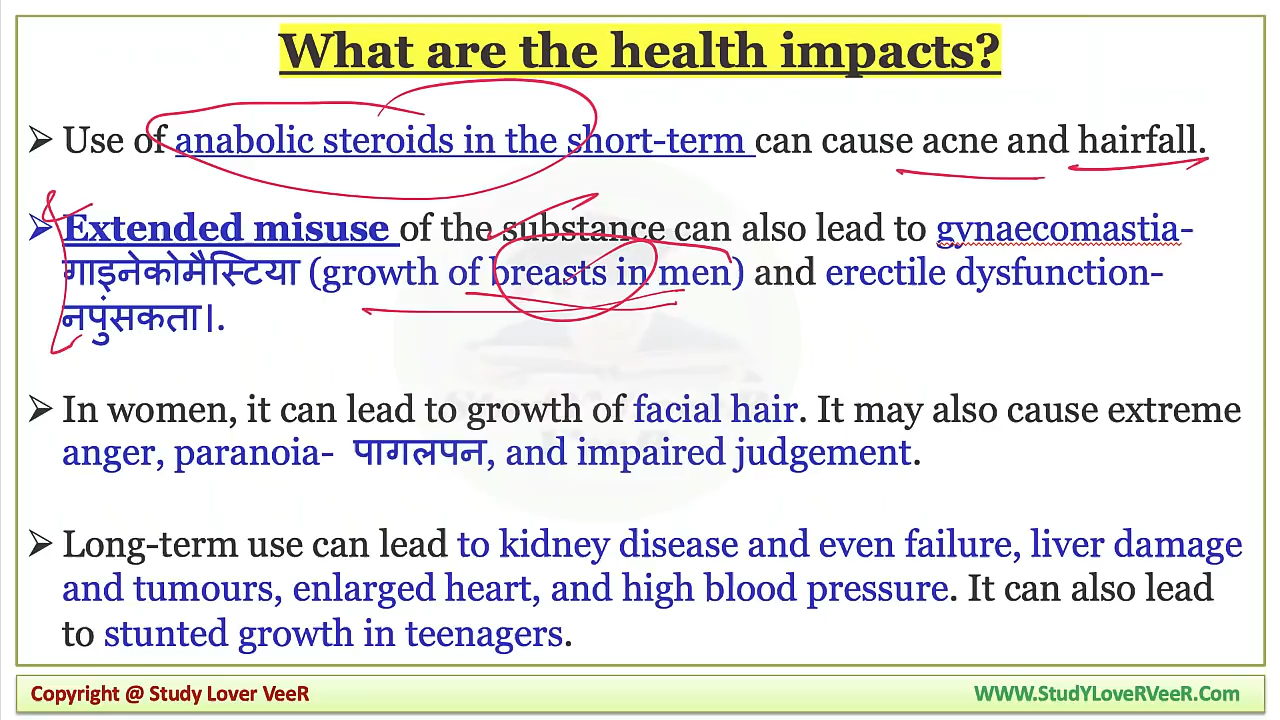 What are the health impacts?
➢ Use of anabolic steroids in the short-term can cause acne and hairfall.
➢ Extended misuse of the substance can also lead to gynaecomastia-
गाइनेकोमैस्टिया (growth of breasts in men) and erectile dysfunction-
नपुंसकता।.
➢ In women, it can lead to growth of facial hair. It may also cause extreme
anger, paranoia- पागलपन, and impaired judgement.
➢ Long-term use can lead to kidney disease and even failure, liver damage
and tumours, enlarged heart, and high blood pressure. It can also lead
to stunted growth in teenagers.
Copyright @ Study Lover VeeR
WWW.StudYLoveRVeeR.Com